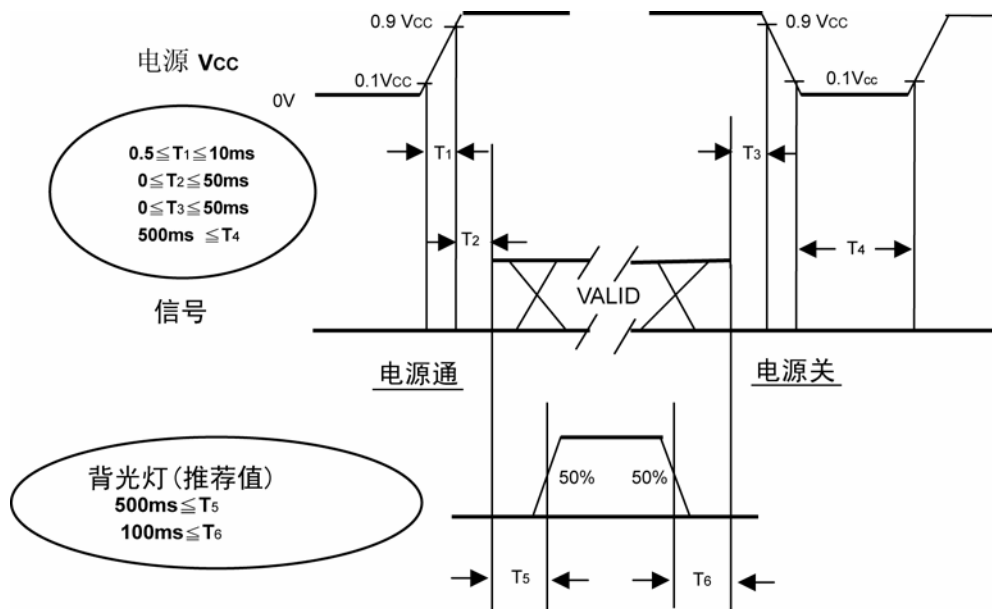 电源 Vcc
0.9 Vcc
0.1Vcc
0V
0.9 Vcc
0.1Vcc
0.5≦T1≦10ms
0≦T2≦50ms
0≦T3≦50ms
500ms ≦T4
T1
T2
T3
T4
信号
VALID
电源通
电源关
背光灯(推荐值)
500ms≦T5
100ms≦T6
50%
50%
T5
T6